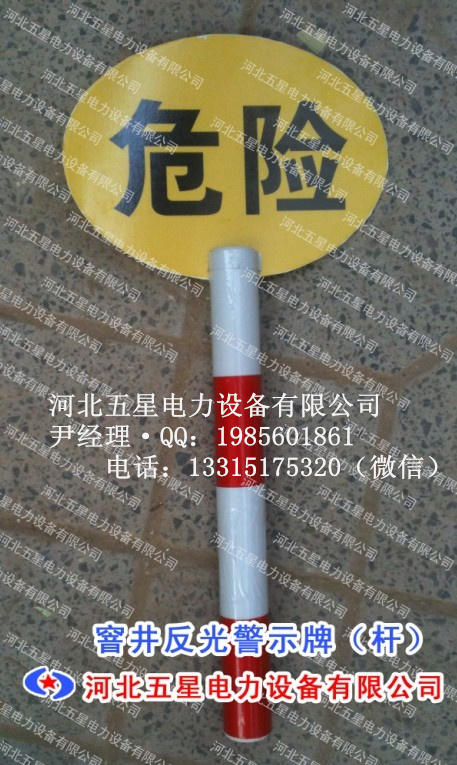 危险
河北五星电力设备有限公司
尹经理·QQ：1985601861
电话：13315175320（微信）
窨井反光警示牌（杆）
河北五星电力设备有限公司